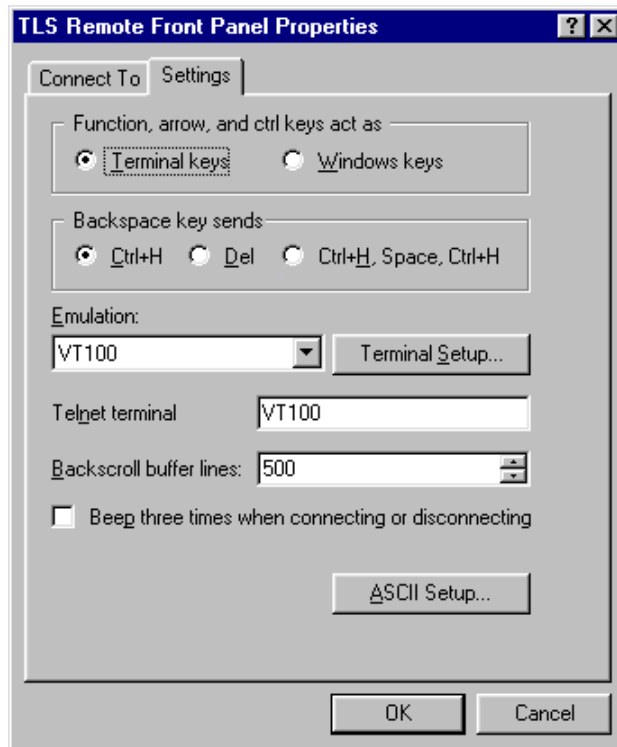 TLS Remote Front Panel Properties
Connect To Settings
Function, arrow, and ctrl keys act as
Terminal keys Windows keys
Backspace key sends
Ctrl+H Del Ctrl+H, Space, Ctrl+H
Emulation:
VT100 Terminal Setup...
Telnet terminal VT100
Backscroll buffer lines: 500
Beep three times when connecting or disconnecting
ASCII Setup...
OK Cancel